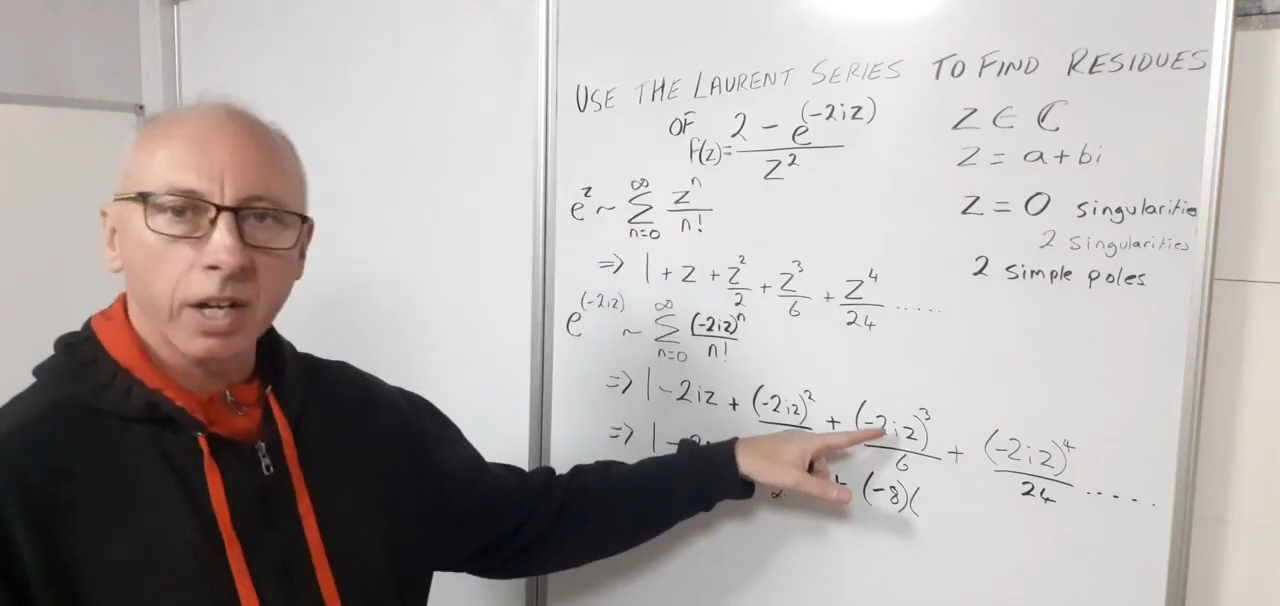 USE THE LAURENT SERIES TO FIND RESIDUES
OF f(z) = (2 - e^(-2iz)) / z^2
z ∈ ℂ
z = a+bi
z = 0 singularitie
2 singularities
2 simple poles
e^z ~ ∑_{n=0}^{∞} z^n / n!
=> 1 + z + z^2/2 + z^3/6 + z^4/24 .....
e^(-2iz) ~ ∑_{n=0}^{∞} (-2iz)^n / n!
=> 1 - 2iz + (-2iz)^2 + (-2iz)^3/6 + (-2iz)^4/24 .....
=> 1 - 2 + (-8)(